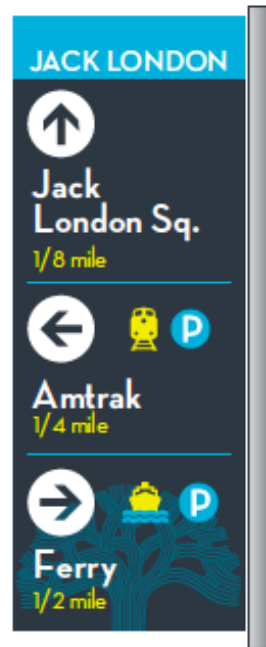 JACK LONDON
Jack
London Sq.
1/8 mile
P
Amtrak
1/4 mile
P
Ferry
1/2 mile